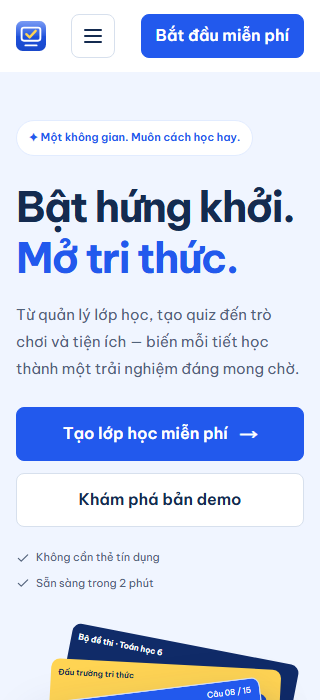 Bắt đầu miễn phí
✦ Một không gian. Muôn cách học hay.
Bật hứng khởi.
Mở tri thức.
Từ quản lý lớp học, tạo quiz đến trò
chơi và tiện ích — biến mỗi tiết học
thành một trải nghiệm đáng mong chờ.
Tạo lớp học miễn phí →
Khám phá bản demo
Không cần thẻ tín dụng
Sẵn sàng trong 2 phút
Bộ đề thi · Toán học 6
Đấu trường tri thức
Câu 08 / 15